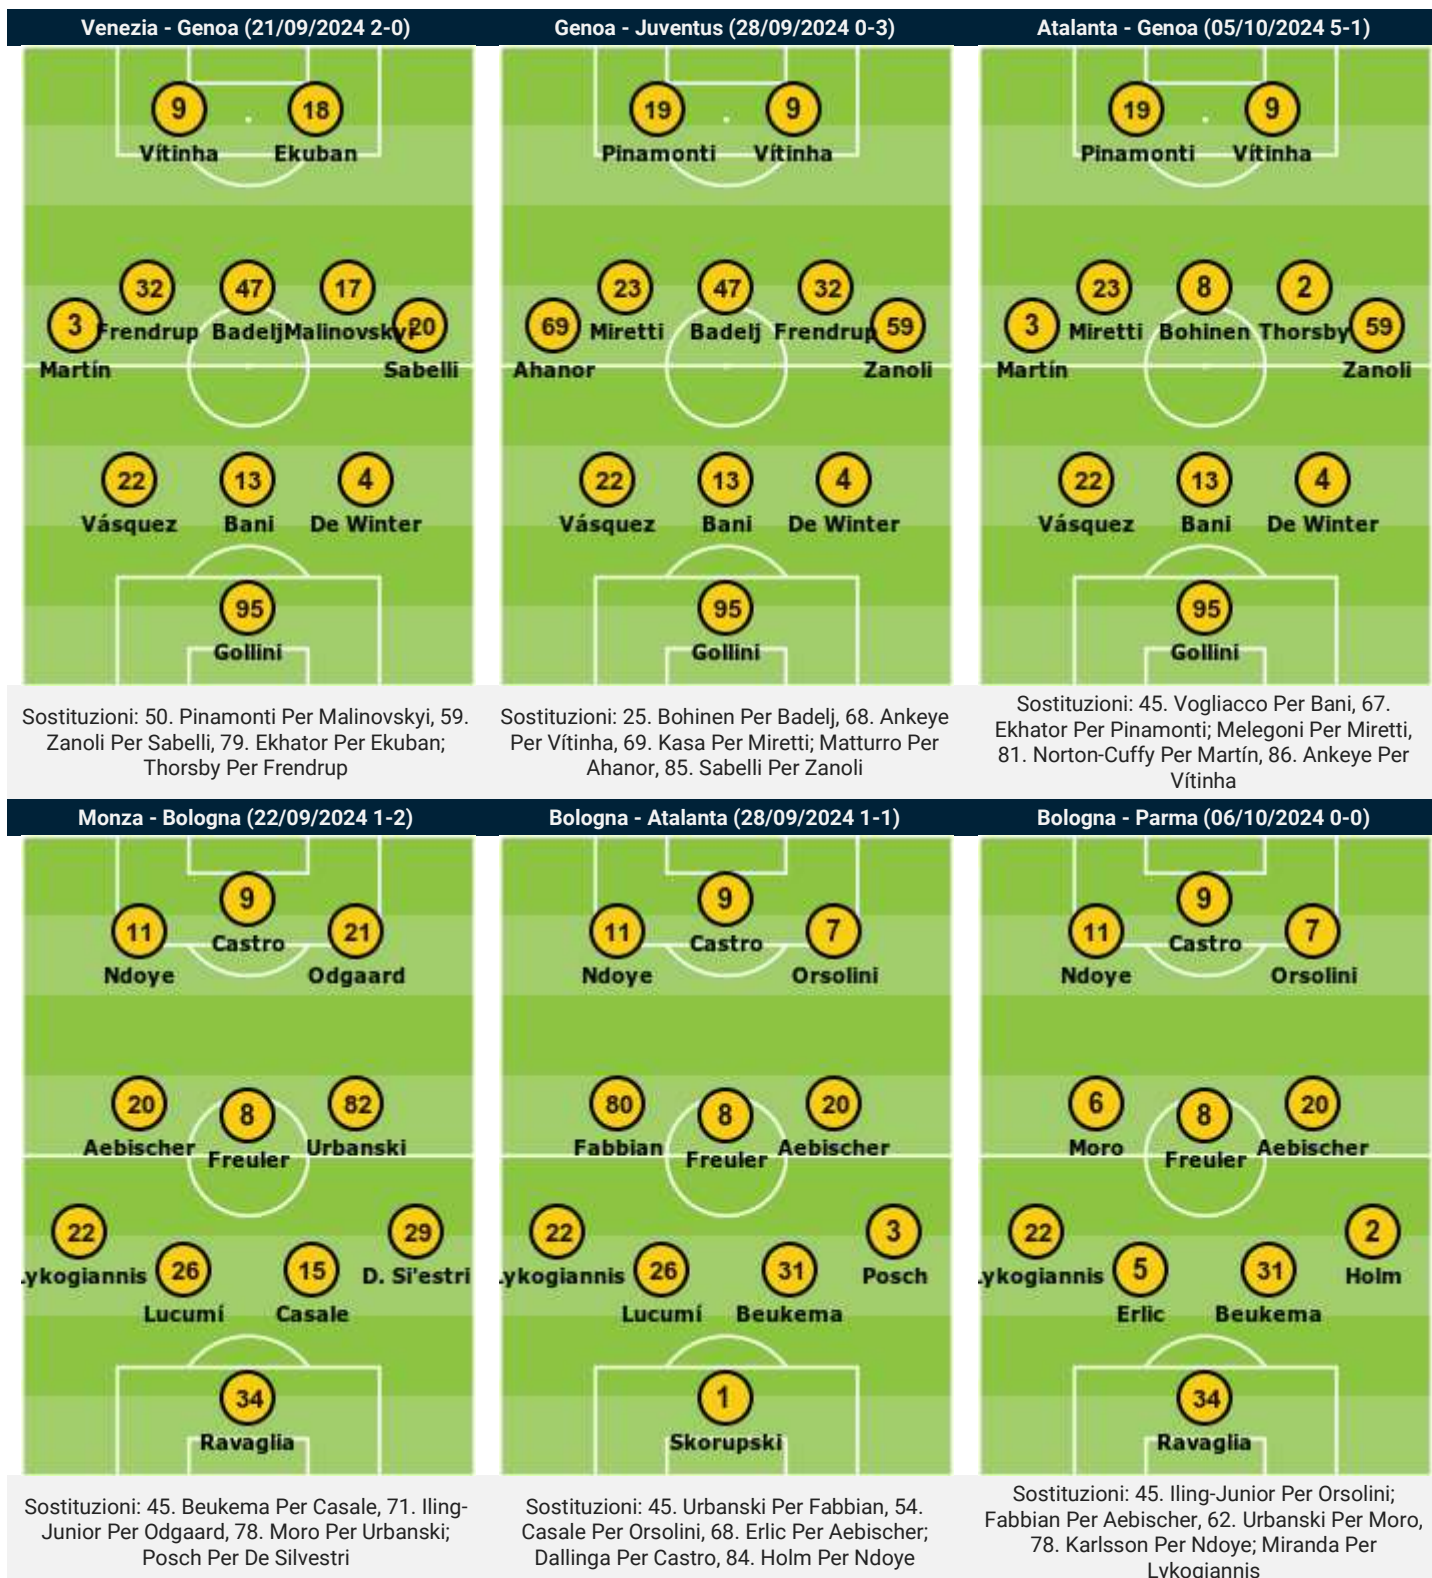 Venezia - Genoa (21/09/2024 2-0)
9 18
Vítinha Ekuban
32 47 17
3 Frendrup Badelj Malinovskyi 20
Martín Sabelli
22 13 4
Vásquez Bani De Winter
95
Gollini
Sostituzioni: 50. Pinamonti Per Malinovskyi, 59.
Zanoli Per Sabelli, 79. Ekhator Per Ekuban;
Thorsby Per Frendrup
Genoa - Juventus (28/09/2024 0-3)
19 9
Pinamonti Vítinha
23 47 32
69 Miretti Badelj Frendrup 59
Ahanor Zanoli
22 13 4
Vásquez Bani De Winter
95
Gollini
Sostituzioni: 25. Bohinen Per Badelj, 68. Ankeye
Per Vítinha, 69. Kasa Per Miretti; Matturro Per
Ahanor, 85. Sabelli Per Zanoli
Atalanta - Genoa (05/10/2024 5-1)
19 9
Pinamonti Vítinha
23 8 2
3 Miretti Bohinen Thorsby 59
Martín Zanoli
22 13 4
Vásquez Bani De Winter
95
Gollini
Sostituzioni: 45. Vogliacco Per Bani, 67.
Ekhator Per Pinamonti; Melegoni Per Miretti,
81. Norton-Cuffy Per Martín, 86. Ankeye Per
Vítinha
Monza - Bologna (22/09/2024 1-2)
9
11 Castro 21
Ndoye Odgaard
20 8 82
Aebischer Freuler Urbanski
22 29
ykogiannis 26 15 D. Si'estri
Lucumí Casale
34
Ravaglia
Sostituzioni: 45. Beukema Per Casale, 71. Iling-
Junior Per Odgaard, 78. Moro Per Urbanski;
Posch Per De Silvestri
Bologna - Atalanta (28/09/2024 1-1)
9
11 Castro 7
Ndoye Orsolini
80 8 20
Fabbian Freuler Aebischer
22 3
ykogiannis 26 31 Posch
Lucumí Beukema
1
Skorupski
Sostituzioni: 45. Urbanski Per Fabbian, 54.
Casale Per Orsolini, 68. Erlic Per Aebischer;
Dallinga Per Castro, 84. Holm Per Ndoye
Bologna - Parma (06/10/2024 0-0)
9
11 Castro 7
Ndoye Orsolini
6 8 20
Moro Freuler Aebischer
22 2
ykogiannis 5 31 Holm
Erlic Beukema
34
Ravaglia
Sostituzioni: 45. Iling-Junior Per Orsolini;
Fabbian Per Aebischer, 62. Urbanski Per Moro,
78. Karlsson Per Ndoye; Miranda Per
Lykogiannis